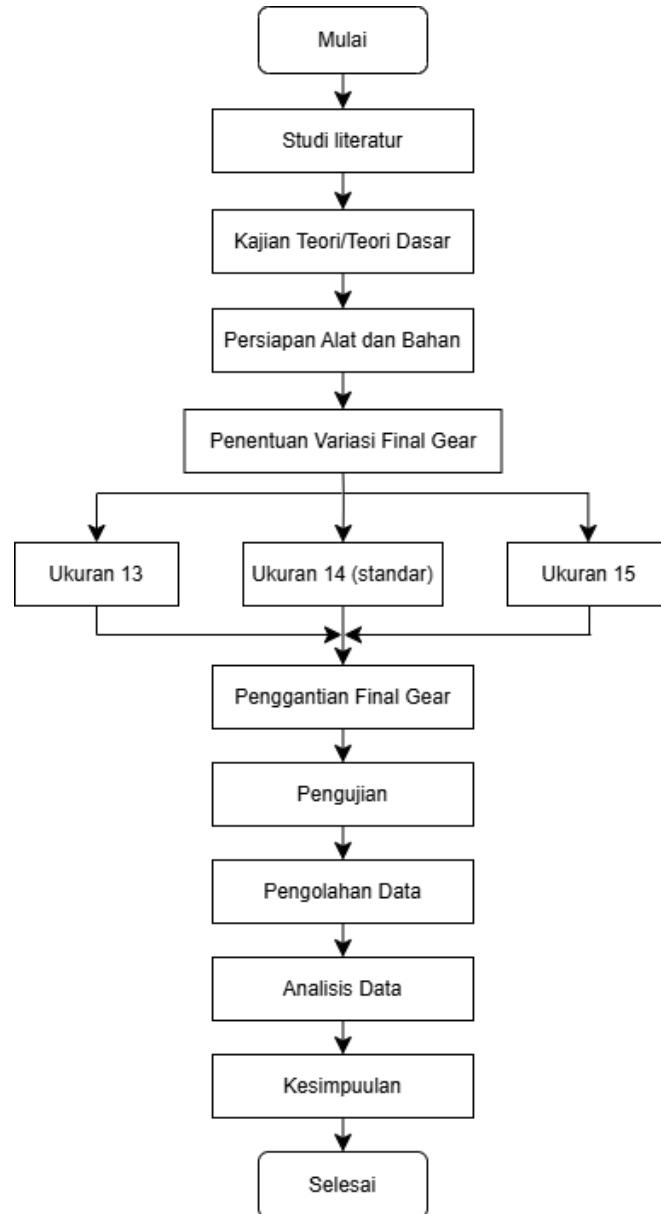 Mulai
Studi literatur
Kajian Teori/Teori Dasar
Persiapan Alat dan Bahan
Penentuan Variasi Final Gear
Ukuran 13
Ukuran 14 (standar)
Ukuran 15
Penggantian Final Gear
Pengujian
Pengolahan Data
Analisis Data
Kesimpuulan
Selesai